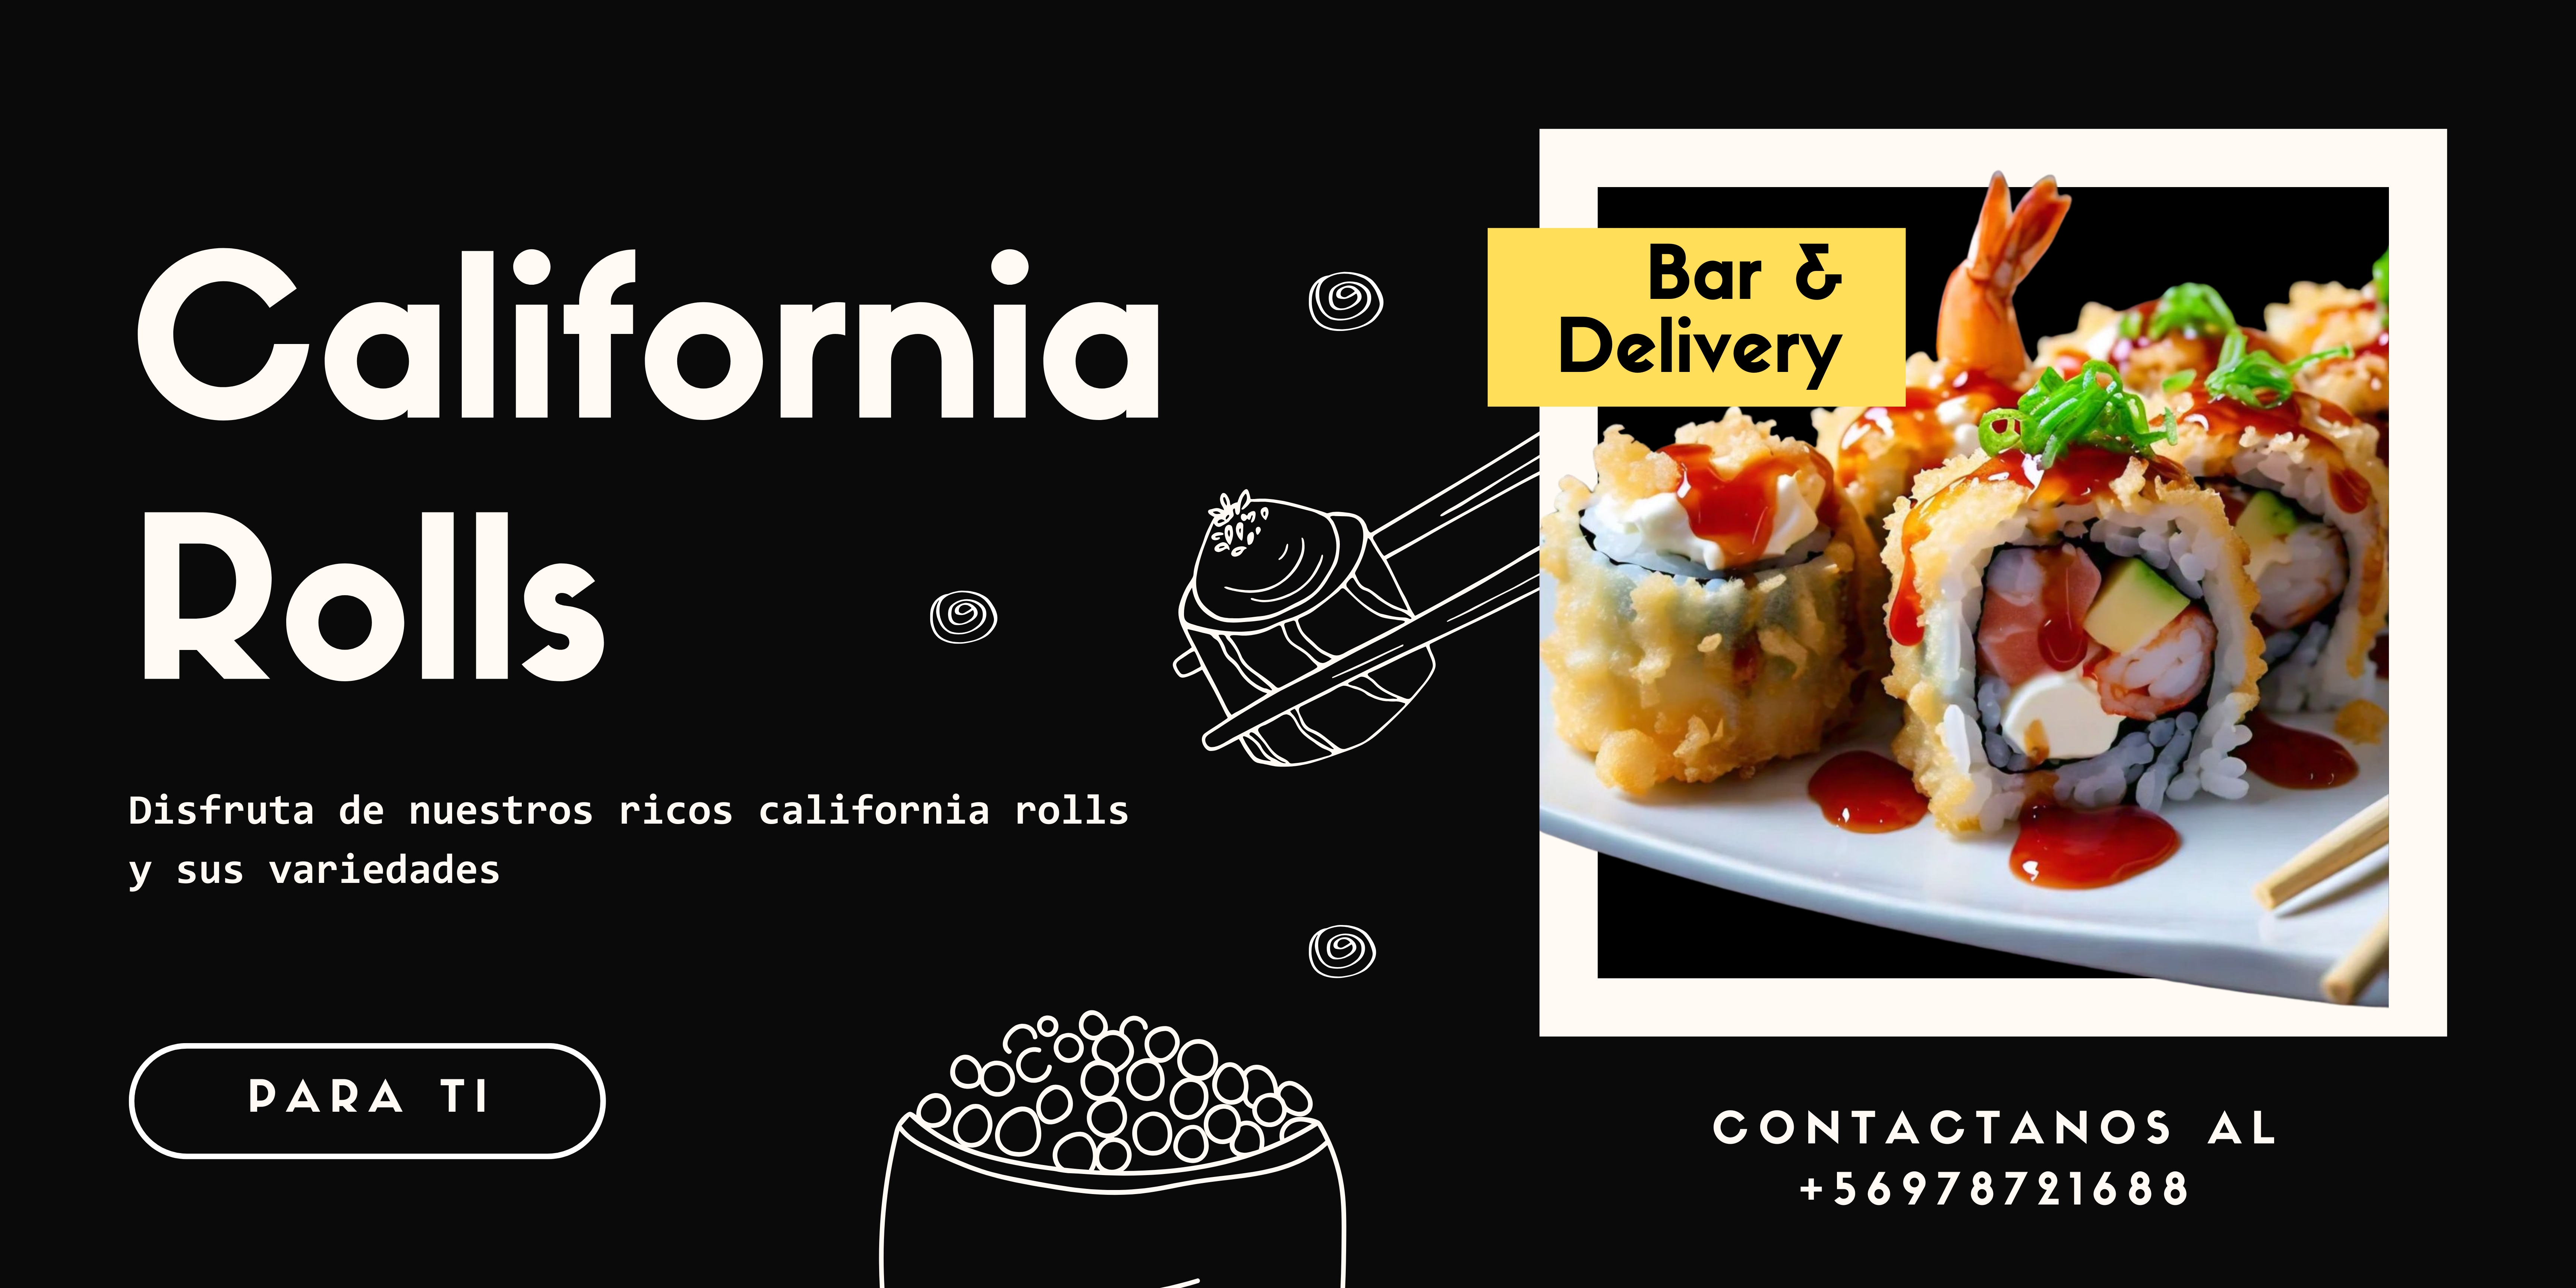 California
Rolls
Disfruta de nuestros ricos california rolls
y sus variedades
PARA TI
Bar &
Delivery
CONTACTANOS AL
+56978721688